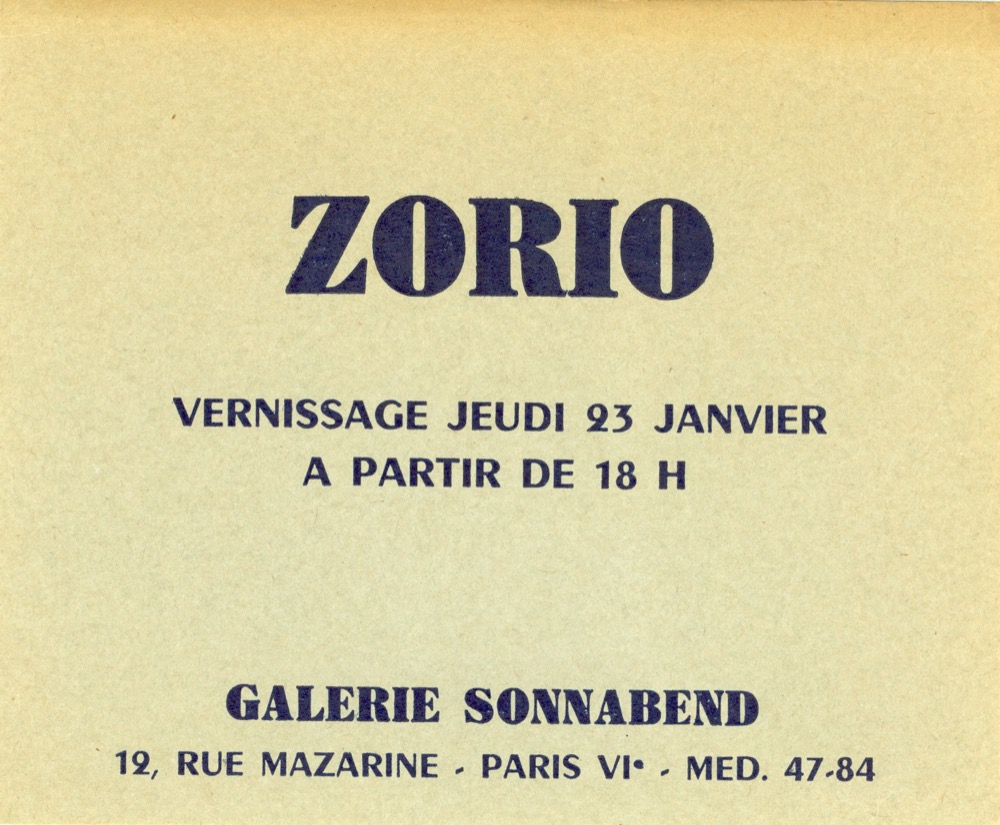 ZORIO
VERNISSAGE JEUDI 23 JANVIER
A PARTIR DE 18 H
GALERIE SONNABEND
12, RUE MAZARINE - PARIS VIe - MED. 47-84